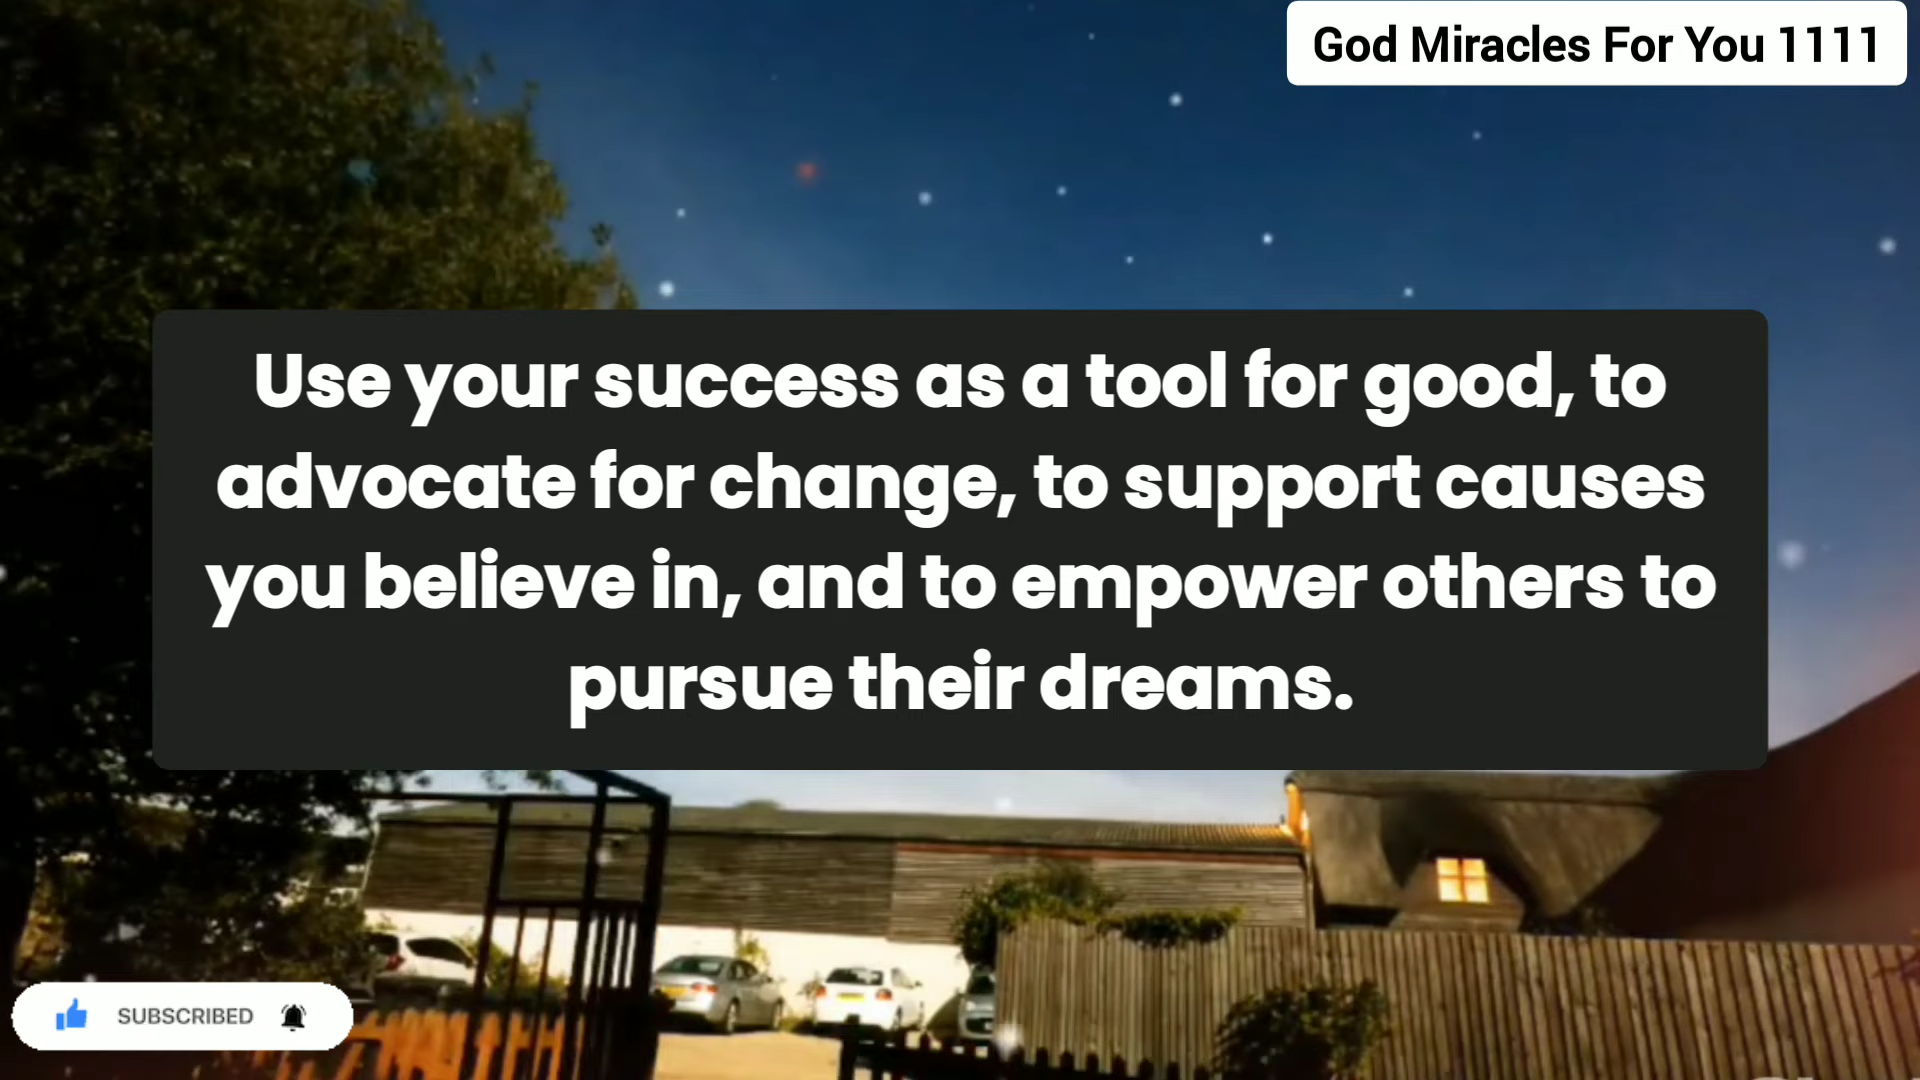 God Miracles For You 1111
Use your success as a tool for good, to
advocate for change, to support causes
you believe in, and to empower others to
pursue their dreams.
SUBSCRIBED